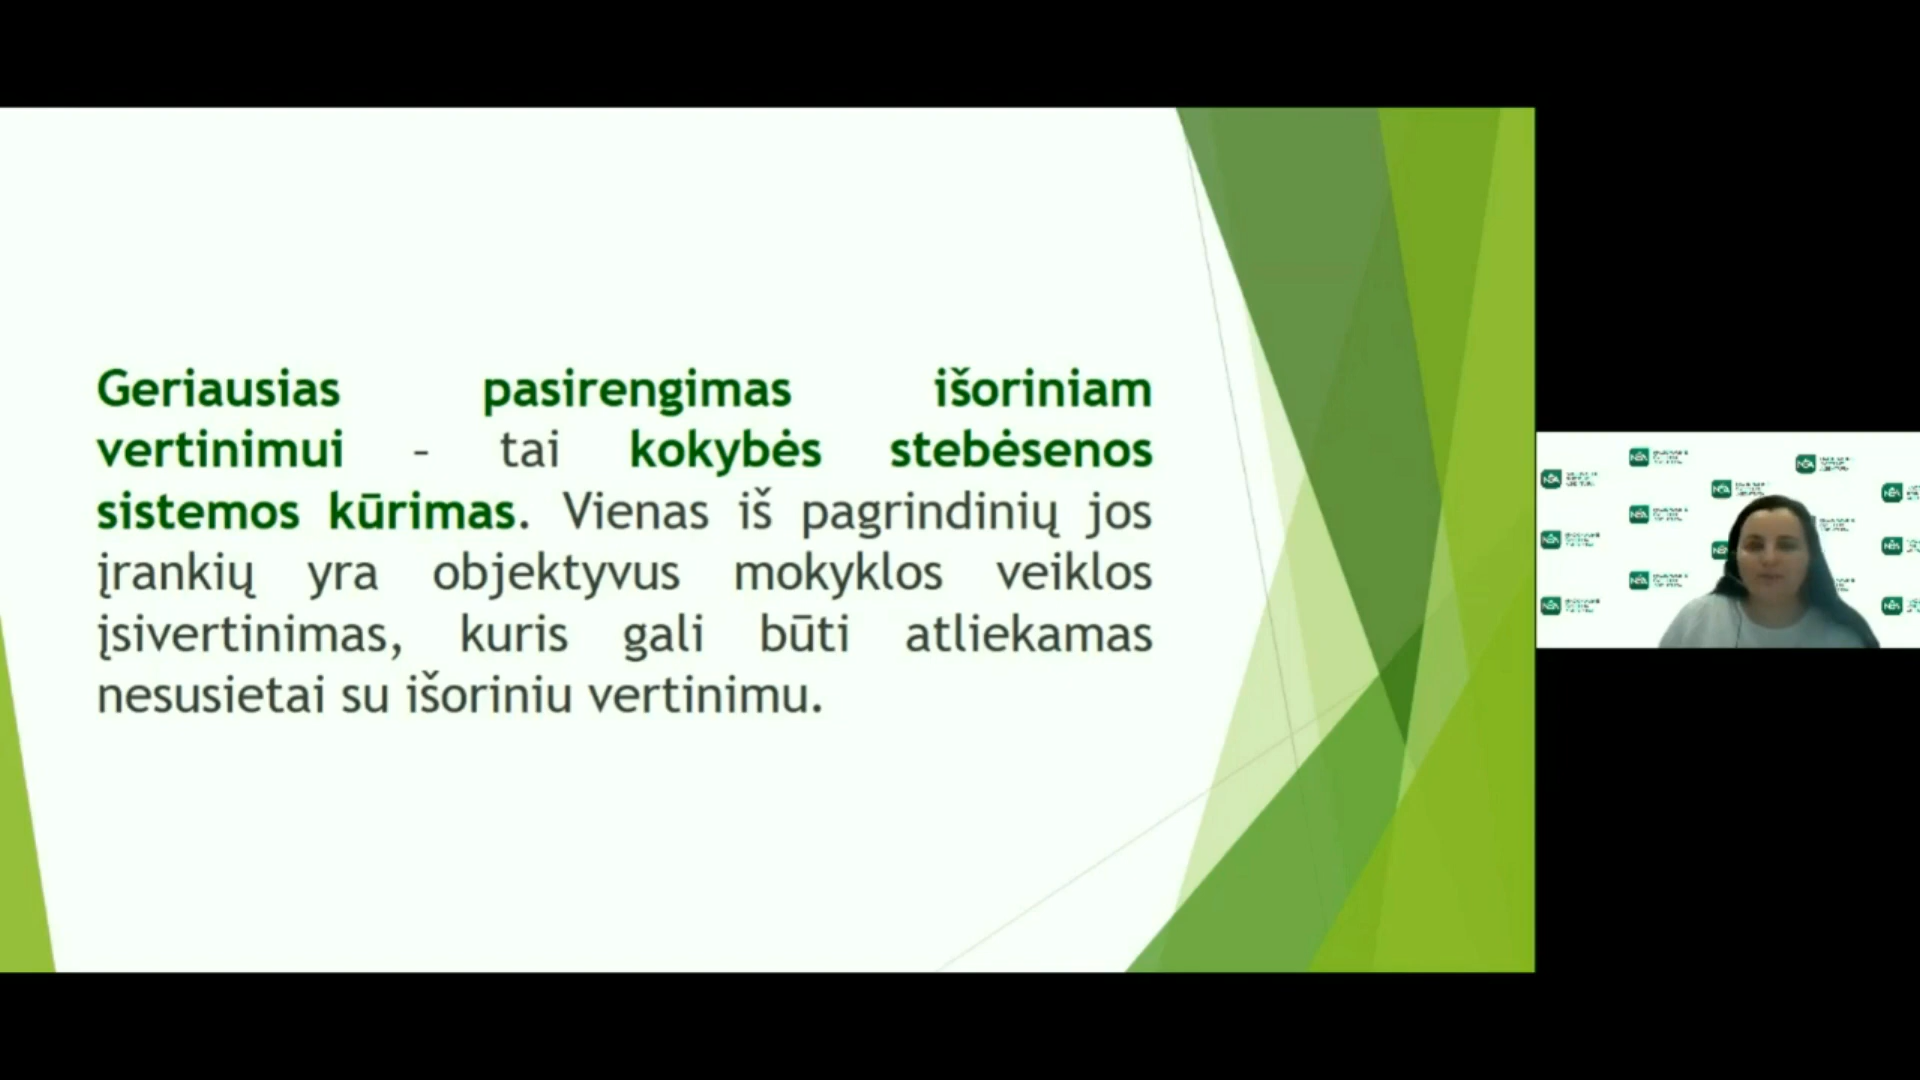 Geriausias pasirengimas išoriniam
vertinimui – tai kokybės stebėsenos
sistemos kūrimas. Vienas iš pagrindinių jos
įrankių yra objektyvus mokyklos veiklos
įsivertinimas, kuris gali būti atliekamas
nesusietai su išoriniu vertinimu.